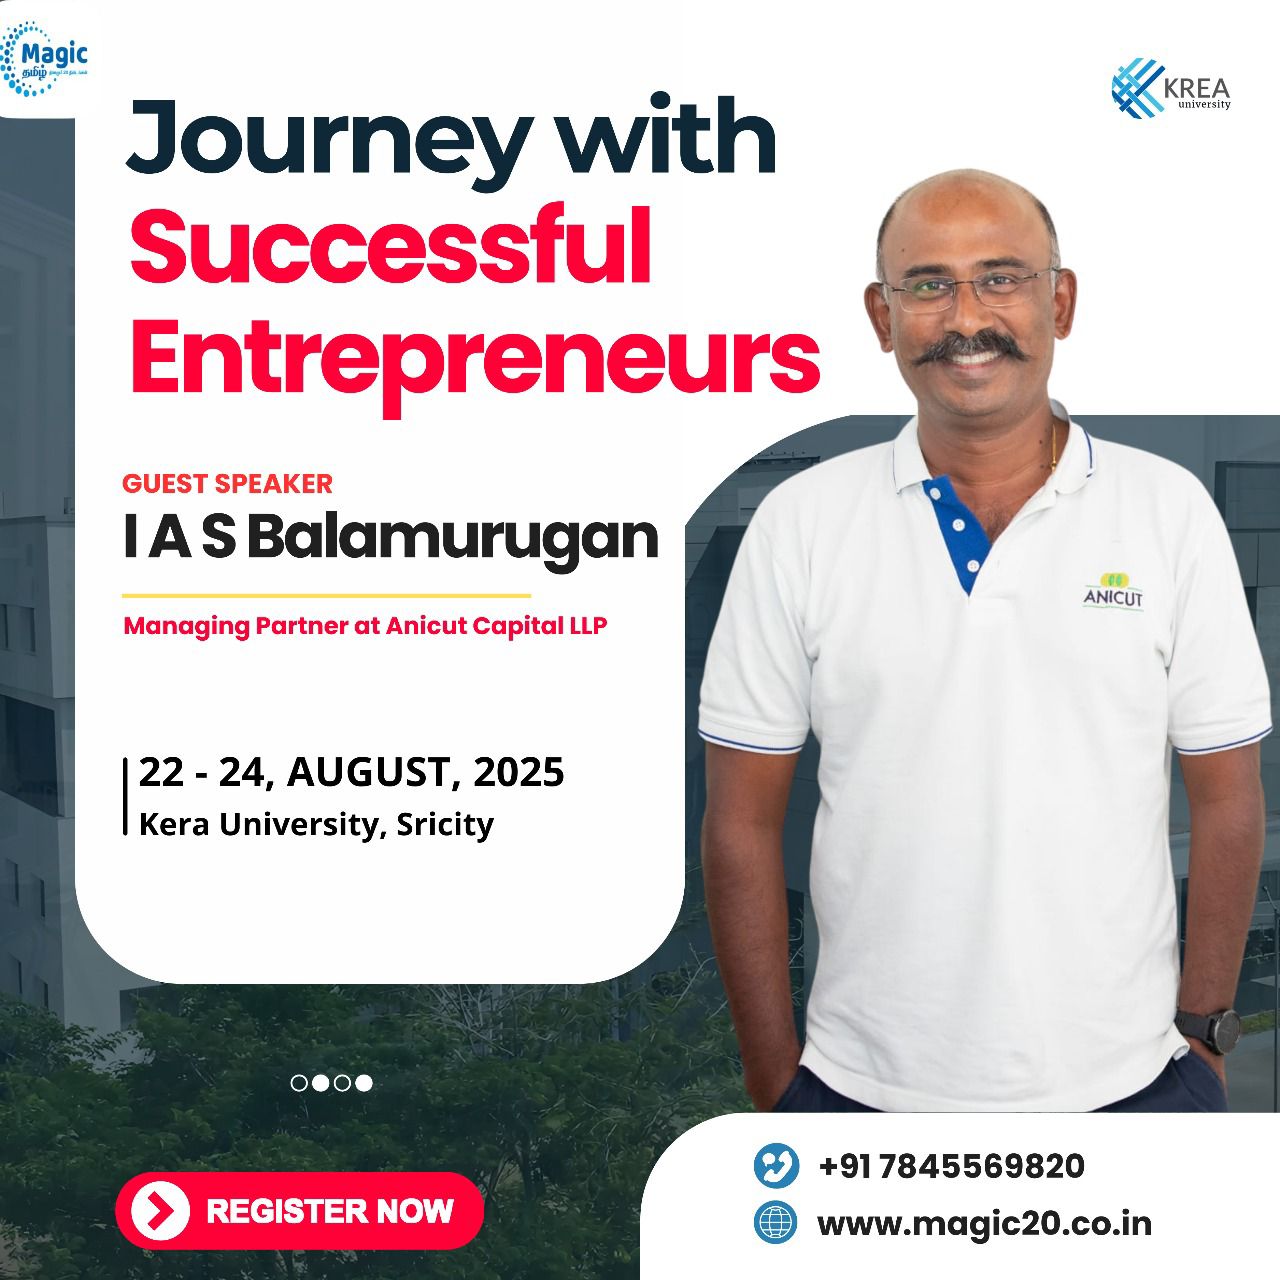 Magic
தமிழ்
KREA
university
Journey with
Successful
Entrepreneurs
GUEST SPEAKER
I A S Balamurugan
Managing Partner at Anicut Capital LLP
ANICUT
22 - 24, AUGUST, 2025
Kera University, Sricity
REGISTER NOW
+91 7845569820
www.magic20.co.in